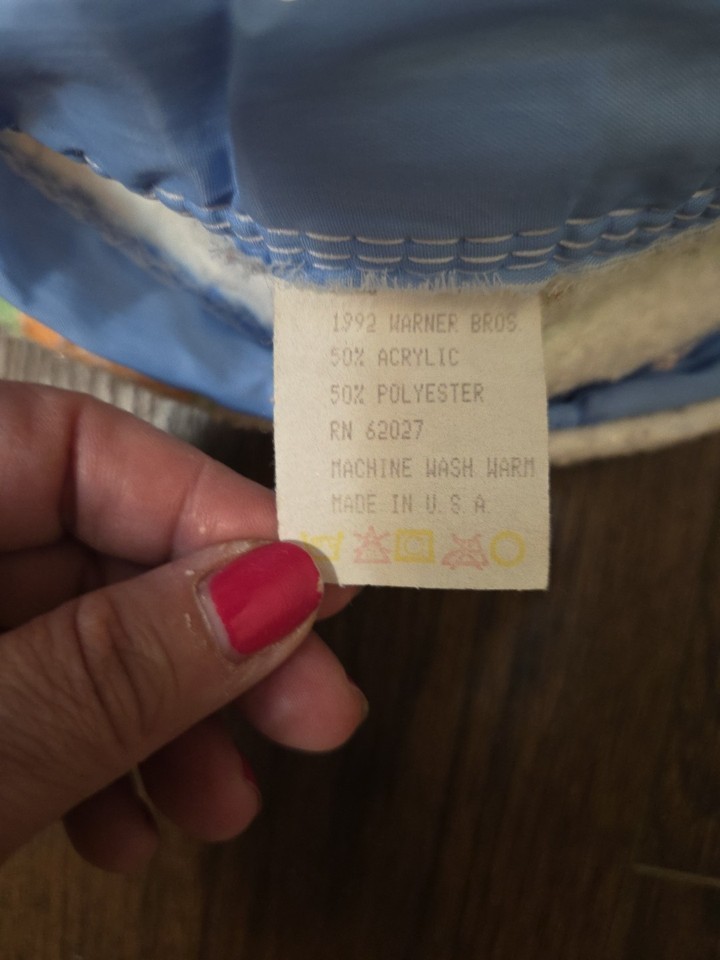 1992 WARNER BROS
50% ACRYLIC
50% POLYESTER
RN 62027
MACHINE WASH WARM
MADE IN U.S.A.